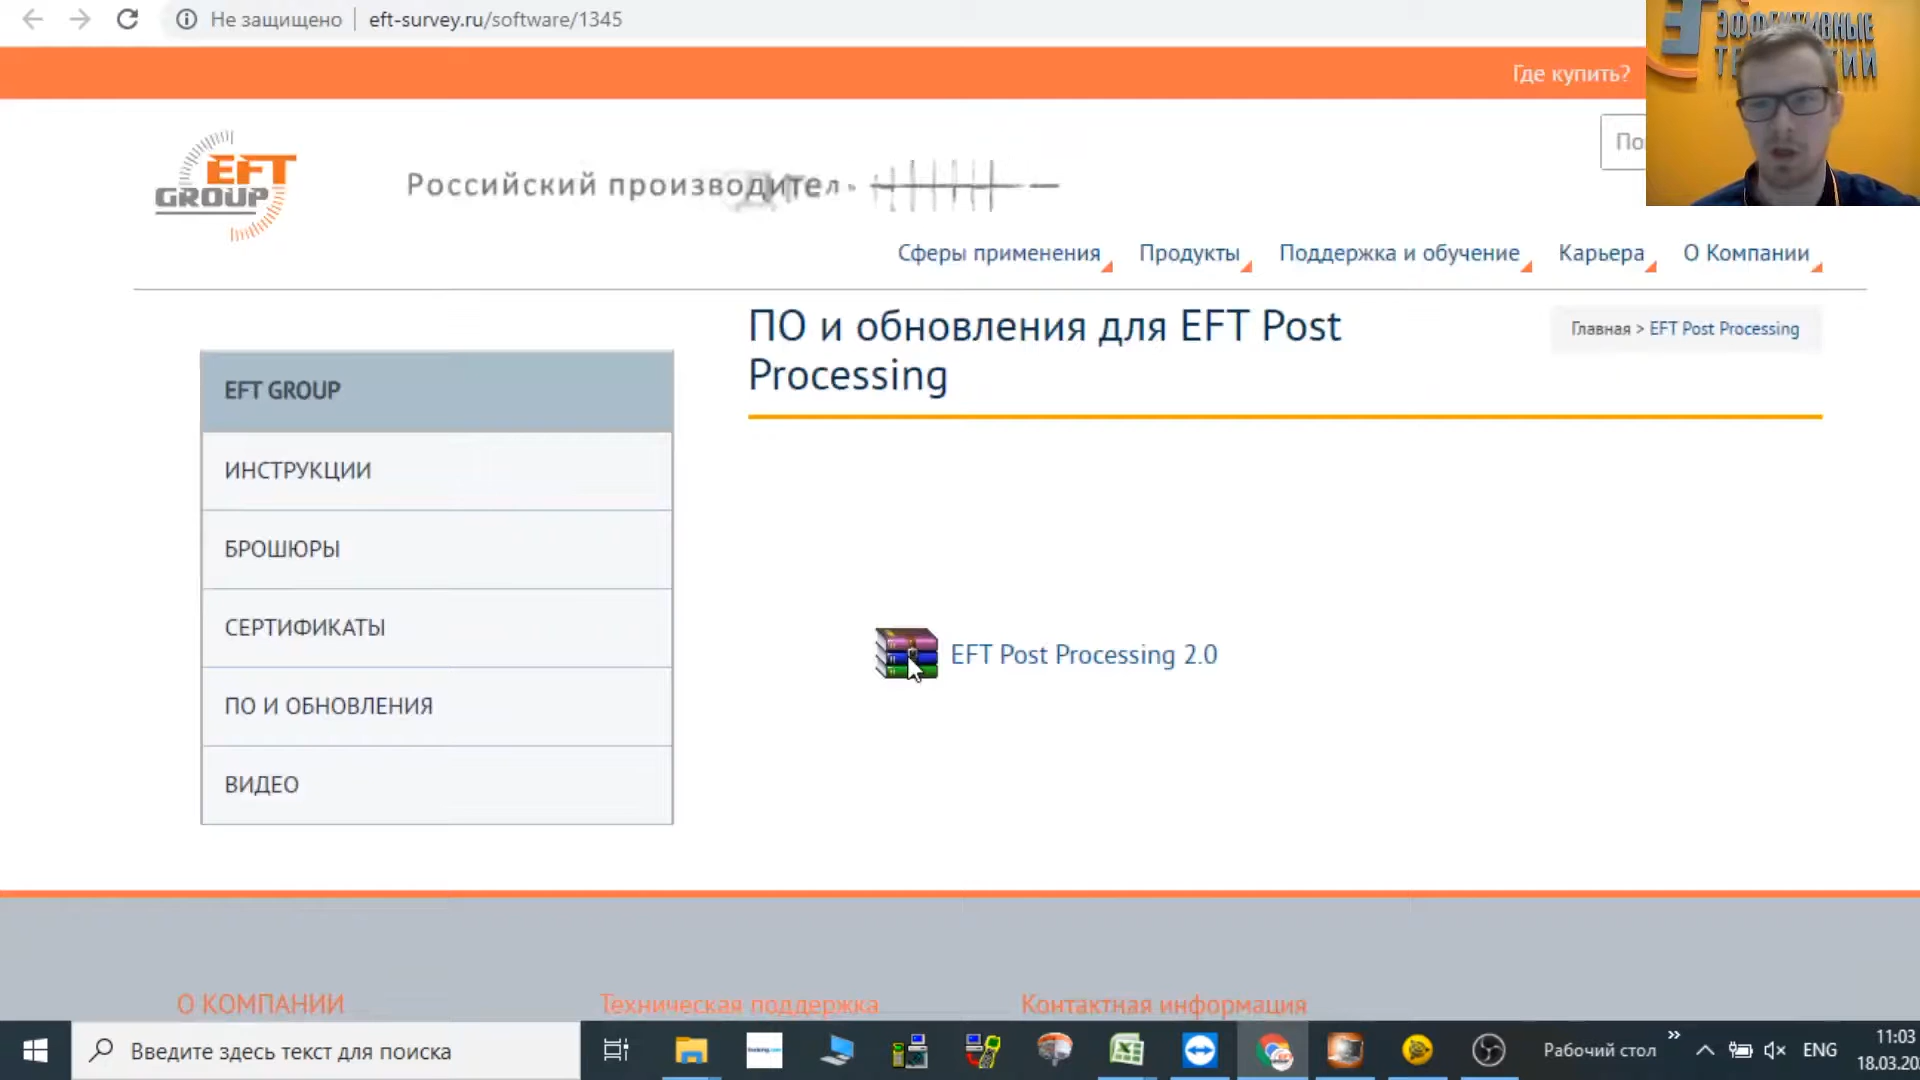 Не защищено
eft-survey.ru/software/1345
Где купить?
ЭФФЕКТИВНЫЕ
EFT
GROUP
Российский
Сферы применения
Продукты
Поддержка и обучение
Карьера
О Компании
ПО и обновления для EFT Post
Processing
Главная > EFT Post Processing
EFT GROUP
ИНСТРУКЦИИ
БРОШЮРЫ
СЕРТИФИКАТЫ
ПО И ОБНОВЛЕНИЯ
ВИДЕО
EFT Post Processing 2.0
О КОМПАНИИ
Техническая поддержка
Контактная информация
Введите здесь текст для поиска
Рабочий стол
ENG
11:03